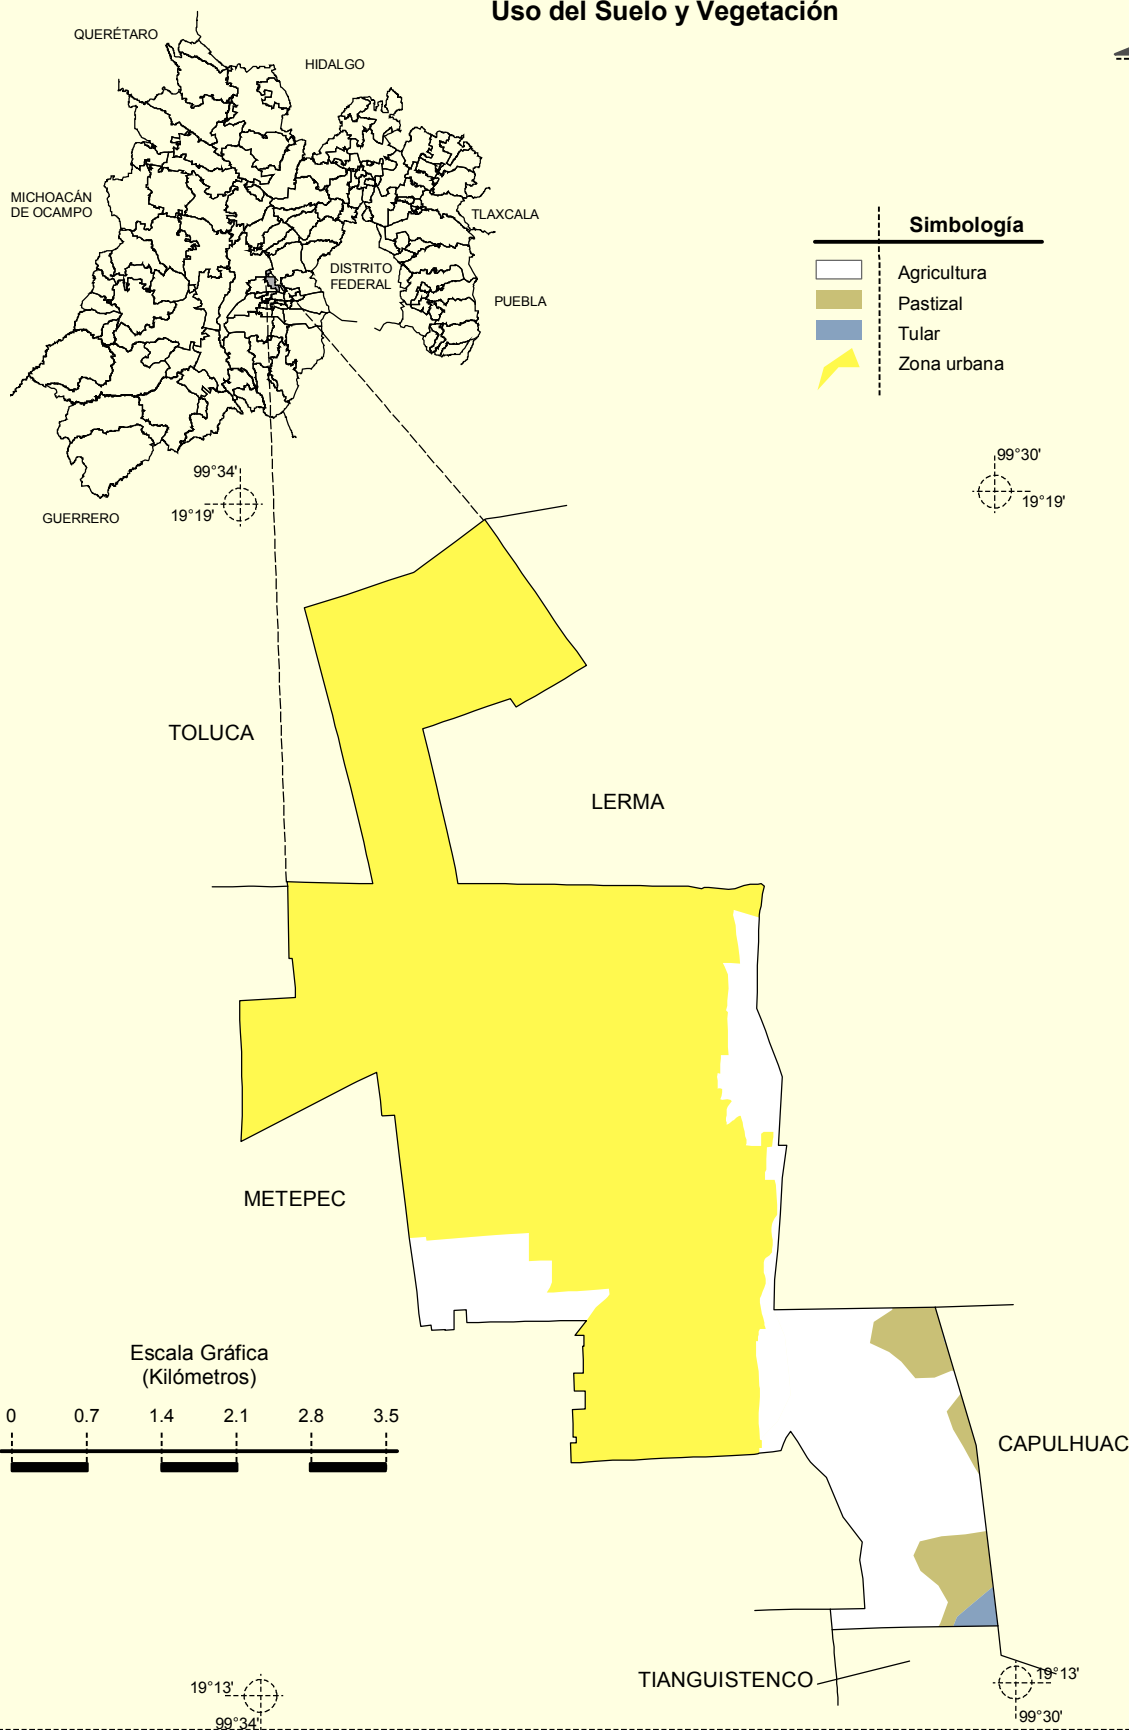 Uso del Suelo y Vegetación
QUERÉTARO
HIDALGO
MICHOACÁN
DE OCAMPO
TLAXCALA
DISTRITO
FEDERAL
PUEBLA
GUERRERO
Simbología
Agricultura
Pastizal
Tular
Zona urbana
99°34'
19°19'
99°30'
19°19'
TOLUCA
LERMA
METEPEC
Escala Gráfica
(Kilómetros)
0 0.7 1.4 2.1 2.8 3.5
CAPULHUAC
TIANGUISTENCO
19°13'
99°34'
19°13'
99°30'